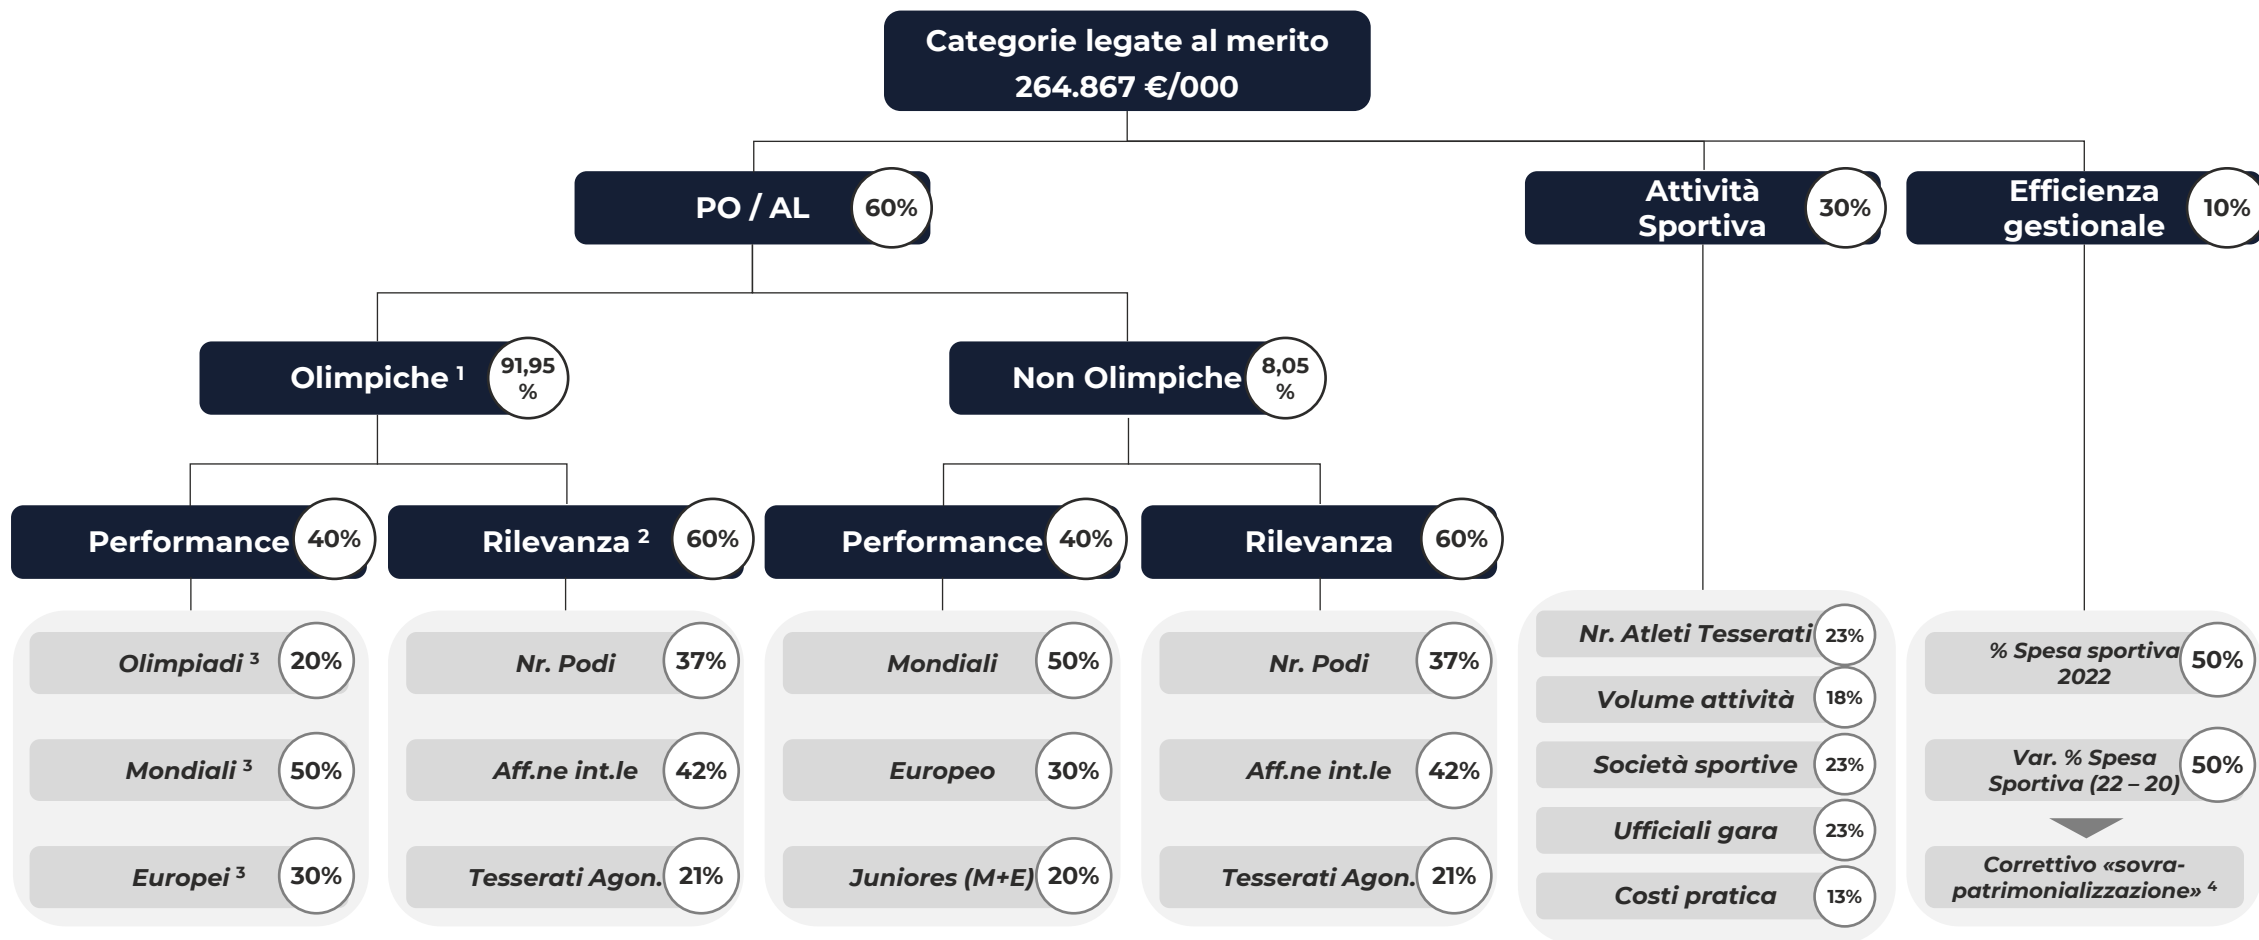 Categorie legate al merito
264.867 €/000
PO / AL
60%
Attività
Sportiva
30%
Efficienza
gestionale
10%
Olimpiche ¹
91,95
%
Non Olimpiche
8,05
%
Performance
40%
Rilevanza ²
60%
Performance
40%
Rilevanza
60%
Olimpiadi ³
20%
Mondiali ³
50%
Europei ³
30%
Nr. Podi
37%
Aff.ne int.le
42%
Tesserati Agon.
21%
Mondiali
50%
Europeo
30%
Juniores (M+E)
20%
Nr. Podi
37%
Aff.ne int.le
42%
Tesserati Agon.
21%
Nr. Atleti Tesserati
23%
Volume attività
18%
Società sportive
23%
Ufficiali gara
23%
Costi pratica
13%
% Spesa sportiva
2022
50%
Var. % Spesa
Sportiva (22 – 20)
50%
Correttivo «sovra-
patrimonializzazione» ⁴